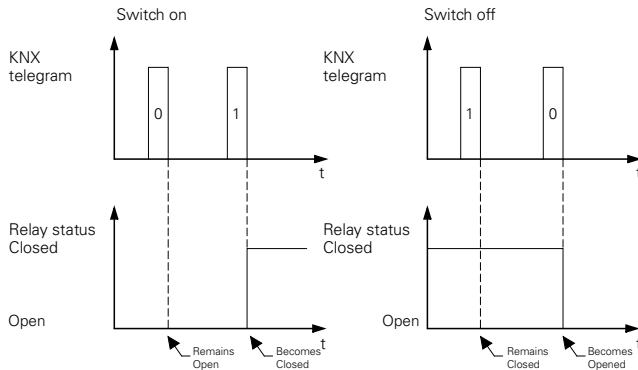 Switch on
KNX
telegram
0
1
t
Relay status
Closed
Open
t
Remains
Open
Becomes
Closed
Switch off
KNX
telegram
1
0
t
Relay status
Closed
Open
t
Remains
Closed
Becomes
Opened